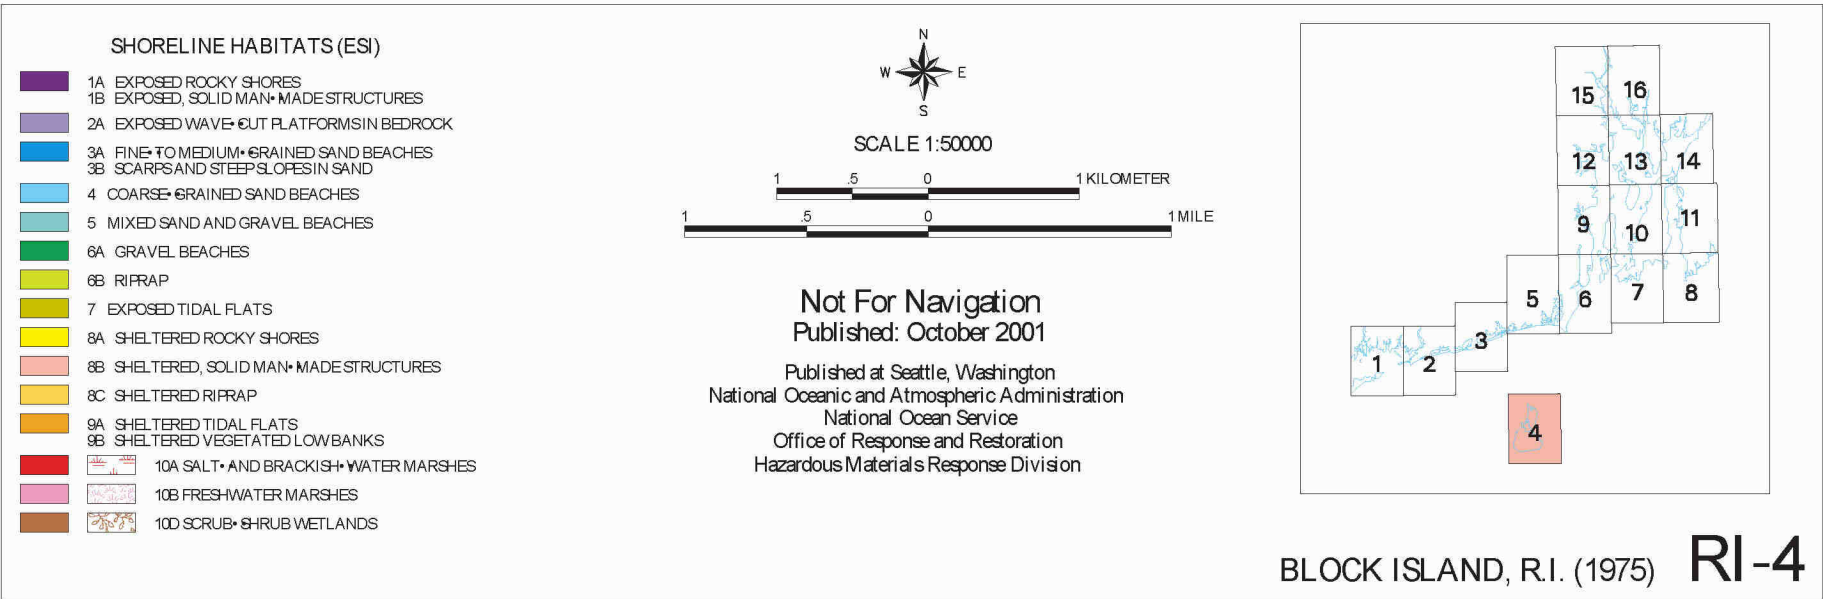 SHORELINE HABITATS (ESI)
1A EXPOSED ROCKY SHORES
1B EXPOSED, SOLID MAN•MADE STRUCTURES
2A EXPOSED WAVE•CUT PLATFORMS IN BEDROCK
3A FINE•TO MEDIUM•GRAINED SAND BEACHES
3B SCARPS AND STEEP SLOPES IN SAND
4 COARSE•GRAINED SAND BEACHES
5 MIXED SAND AND GRAVEL BEACHES
6A GRAVEL BEACHES
6B RIPRAP
7 EXPOSED TIDAL FLATS
8A SHELTERED ROCKY SHORES
8B SHELTERED, SOLID MAN•MADE STRUCTURES
8C SHELTERED RIPRAP
9A SHELTERED TIDAL FLATS
9B SHELTERED VEGETATED LOW BANKS
10A SALT•AND BRACKISH•WATER MARSHES
10B FRESHWATER MARSHES
10D SCRUB•SHRUB WETLANDS
N
W E
S
SCALE 1:50000
1 .5 0 1 KILOMETER
1 .5 0 1 MILE
Not For Navigation
Published: October 2001
Published at Seattle, Washington
National Oceanic and Atmospheric Administration
National Ocean Service
Office of Response and Restoration
Hazardous Materials Response Division
15 16
12 13 14
9 10 11
5 6 7 8
1 2 3
4
BLOCK ISLAND, R.I. (1975) RI-4